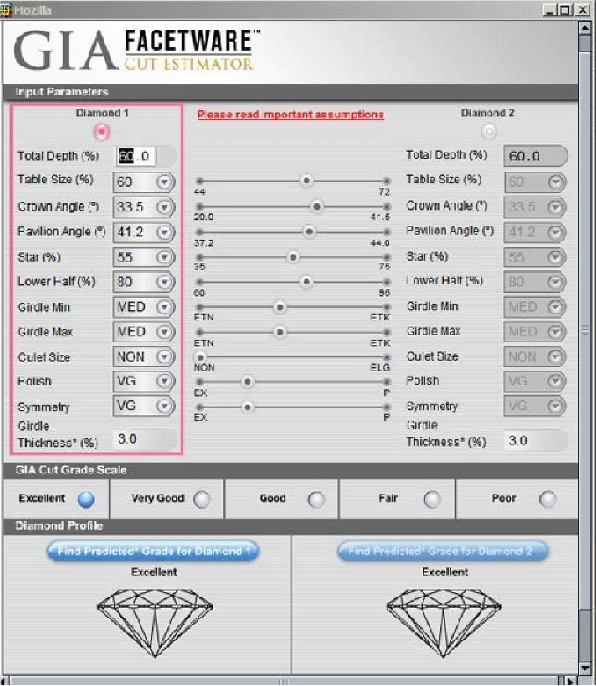 Mozilla
GIA FACETWARE™
CUT ESTIMATOR
Input Parameters
Diamond 1 Please read important assumptions Diamond 2
Total Depth (%) 60.0 Total Depth (%) 60.0
Table Size (%) 60 Table Size (%) 60
44 72
Crown Angle (°) 33.5 Crown Angle (°) 33.5
20.0 41.5
Pavilion Angle (°) 41.2 Pavilion Angle (°) 41.2
37.2 44.0
Star (%) 55 Star (%) 55
35 75
Lower Half (%) 80 Lower Half (%) 80
60 95
Girdle Min MED Girdle Min MED
ETN ETK
Girdle Max MED Girdle Max MED
ETN ETK
Culet Size NON Culet Size NON
NON ELG
Polish VG Polish VG
EX P
Symmetry VG Symmetry VG
EX P
Girdle Girdle
Thickness* (%) 3.0 Thickness* (%) 3.0
GIA Cut Grade Scale
Excellent Very Good Good Fair Poor
Diamond Profile
Find Predicted* Grade for Diamond 1 Find Predicted* Grade for Diamond 2
Excellent Excellent